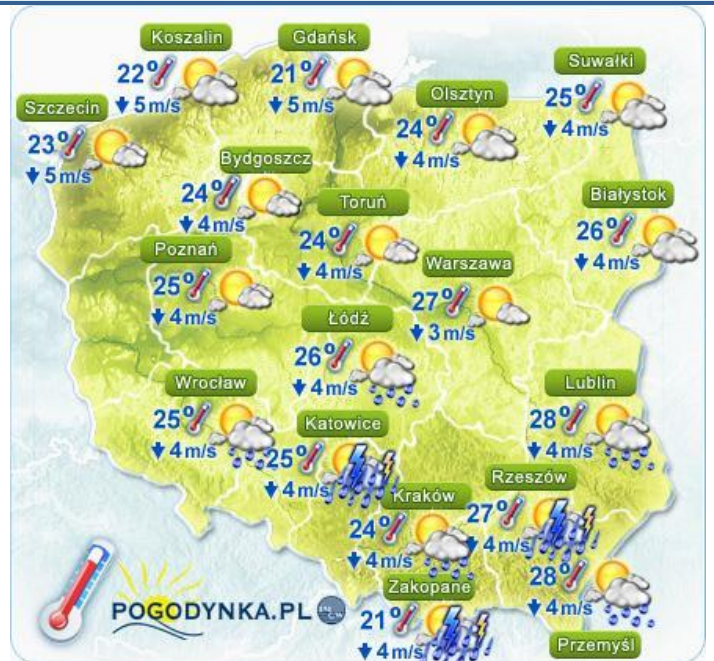 Koszalin
22°
5 m/s
Gdańsk
21°
5 m/s
Suwałki
25°
4 m/s
Szczecin
23°
5 m/s
Olsztyn
24°
4 m/s
Bydgoszcz
24°
4 m/s
Toruń
24°
4 m/s
Białystok
26°
4 m/s
Poznań
25°
4 m/s
Warszawa
27°
3 m/s
Łódź
26°
4 m/s
Wrocław
25°
4 m/s
Katowice
25°
4 m/s
Lublin
28°
4 m/s
Kraków
24°
4 m/s
Rzeszów
27°
4 m/s
Zakopane
21°
4 m/s
28°
4 m/s
Przemyśl
POGODYNKA.PL